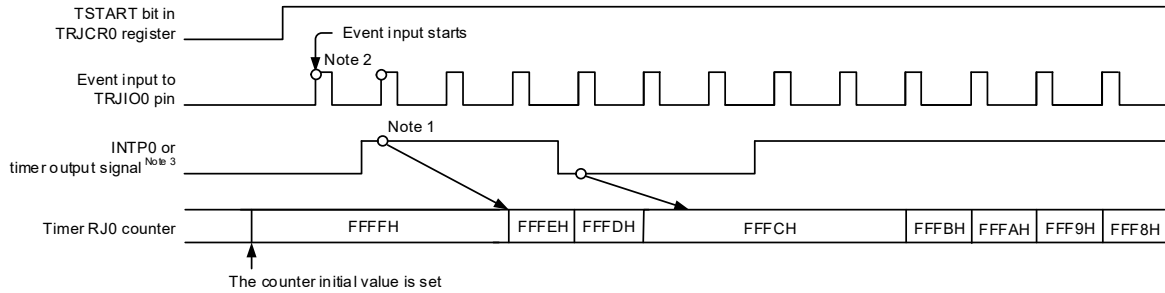 TSTART bit in
TRJCR0 register
Event input starts
Note 2
Event input to
TRJIO0 pin
Note 1
INTP0 or
timer output signal Note 3
Timer RJ0 counter
FFFFH
FFFEH
FFFDH
FFFCH
FFFBH
FFFAH
FFF9H
FFF8H
The counter initial value is set